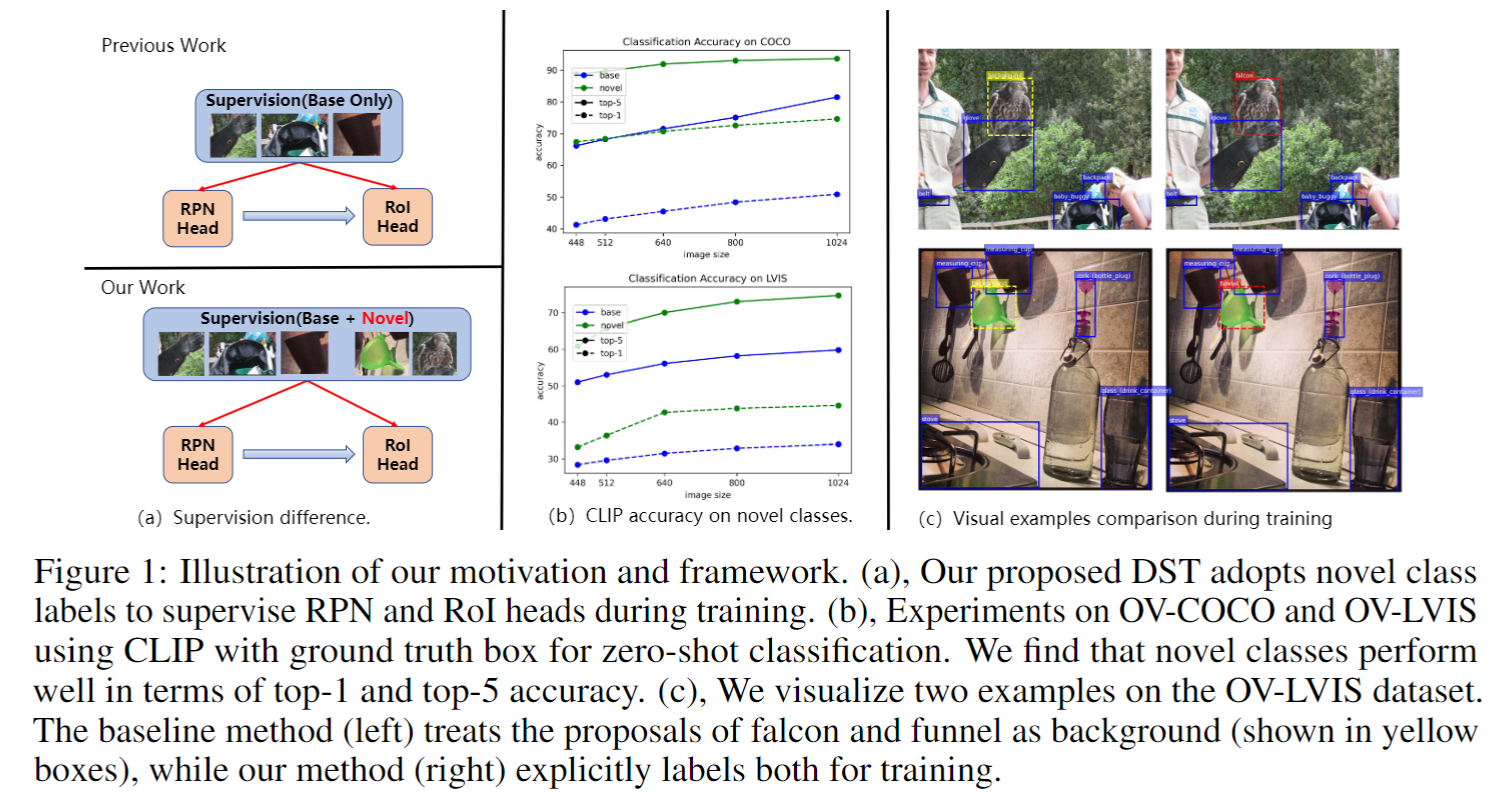 Previous Work
Supervision(Base Only)
RPN
Head
RoI
Head
Our Work
Supervision(Base + Novel)
RPN
Head
RoI
Head
(a) Supervision difference.
Classification Accuracy on COCO
accuracy
90
80
70
60
50
40
base
novel
top-5
top-1
448 512 640 800 1024
image size
Classification Accuracy on LVIS
accuracy
70
60
50
40
30
base
novel
top-5
top-1
448 512 640 800 1024
image size
(b) CLIP accuracy on novel classes.
background
glove
belt
backpack
baby_buggy
falcon
glove
belt
backpack
baby_buggy
measuring_cup
measuring_cup
cork_(bottle_plug)
glass_(drink_container)
stove
measuring_cup
measuring_cup
funnel
cork_(bottle_plug)
glass_(drink_container)
stove
(c) Visual examples comparison during training
Figure 1: Illustration of our motivation and framework. (a), Our proposed DST adopts novel class
labels to supervise RPN and RoI heads during training. (b), Experiments on OV-COCO and OV-LVIS
using CLIP with ground truth box for zero-shot classification. We find that novel classes perform
well in terms of top-1 and top-5 accuracy. (c), We visualize two examples on the OV-LVIS dataset.
The baseline method (left) treats the proposals of falcon and funnel as background (shown in yellow
boxes), while our method (right) explicitly labels both for training.